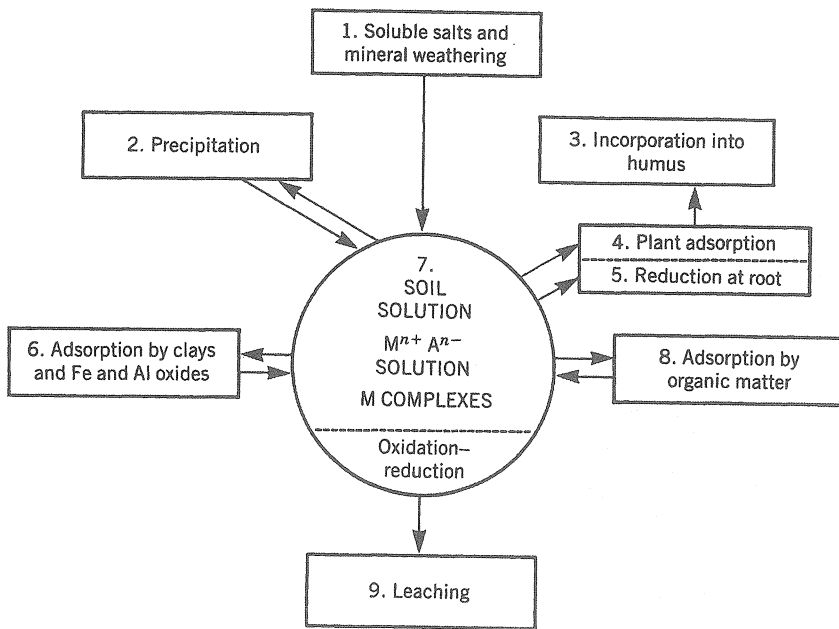 1. Soluble salts and
mineral weathering
2. Precipitation
3. Incorporation into
humus
4. Plant adsorption
5. Reduction at root
7.
SOIL
SOLUTION
Mⁿ⁺ Aⁿ⁻
SOLUTION
M COMPLEXES
Oxidation–
reduction
6. Adsorption by clays
and Fe and Al oxides
8. Adsorption by
organic matter
9. Leaching